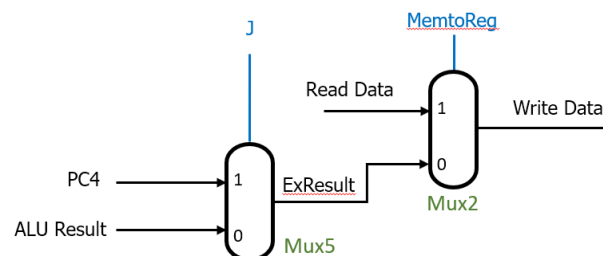 MemtoReg
J
Read Data
1
Write Data
PC4
1
ExResult
0
Mux2
ALU Result
0
Mux5